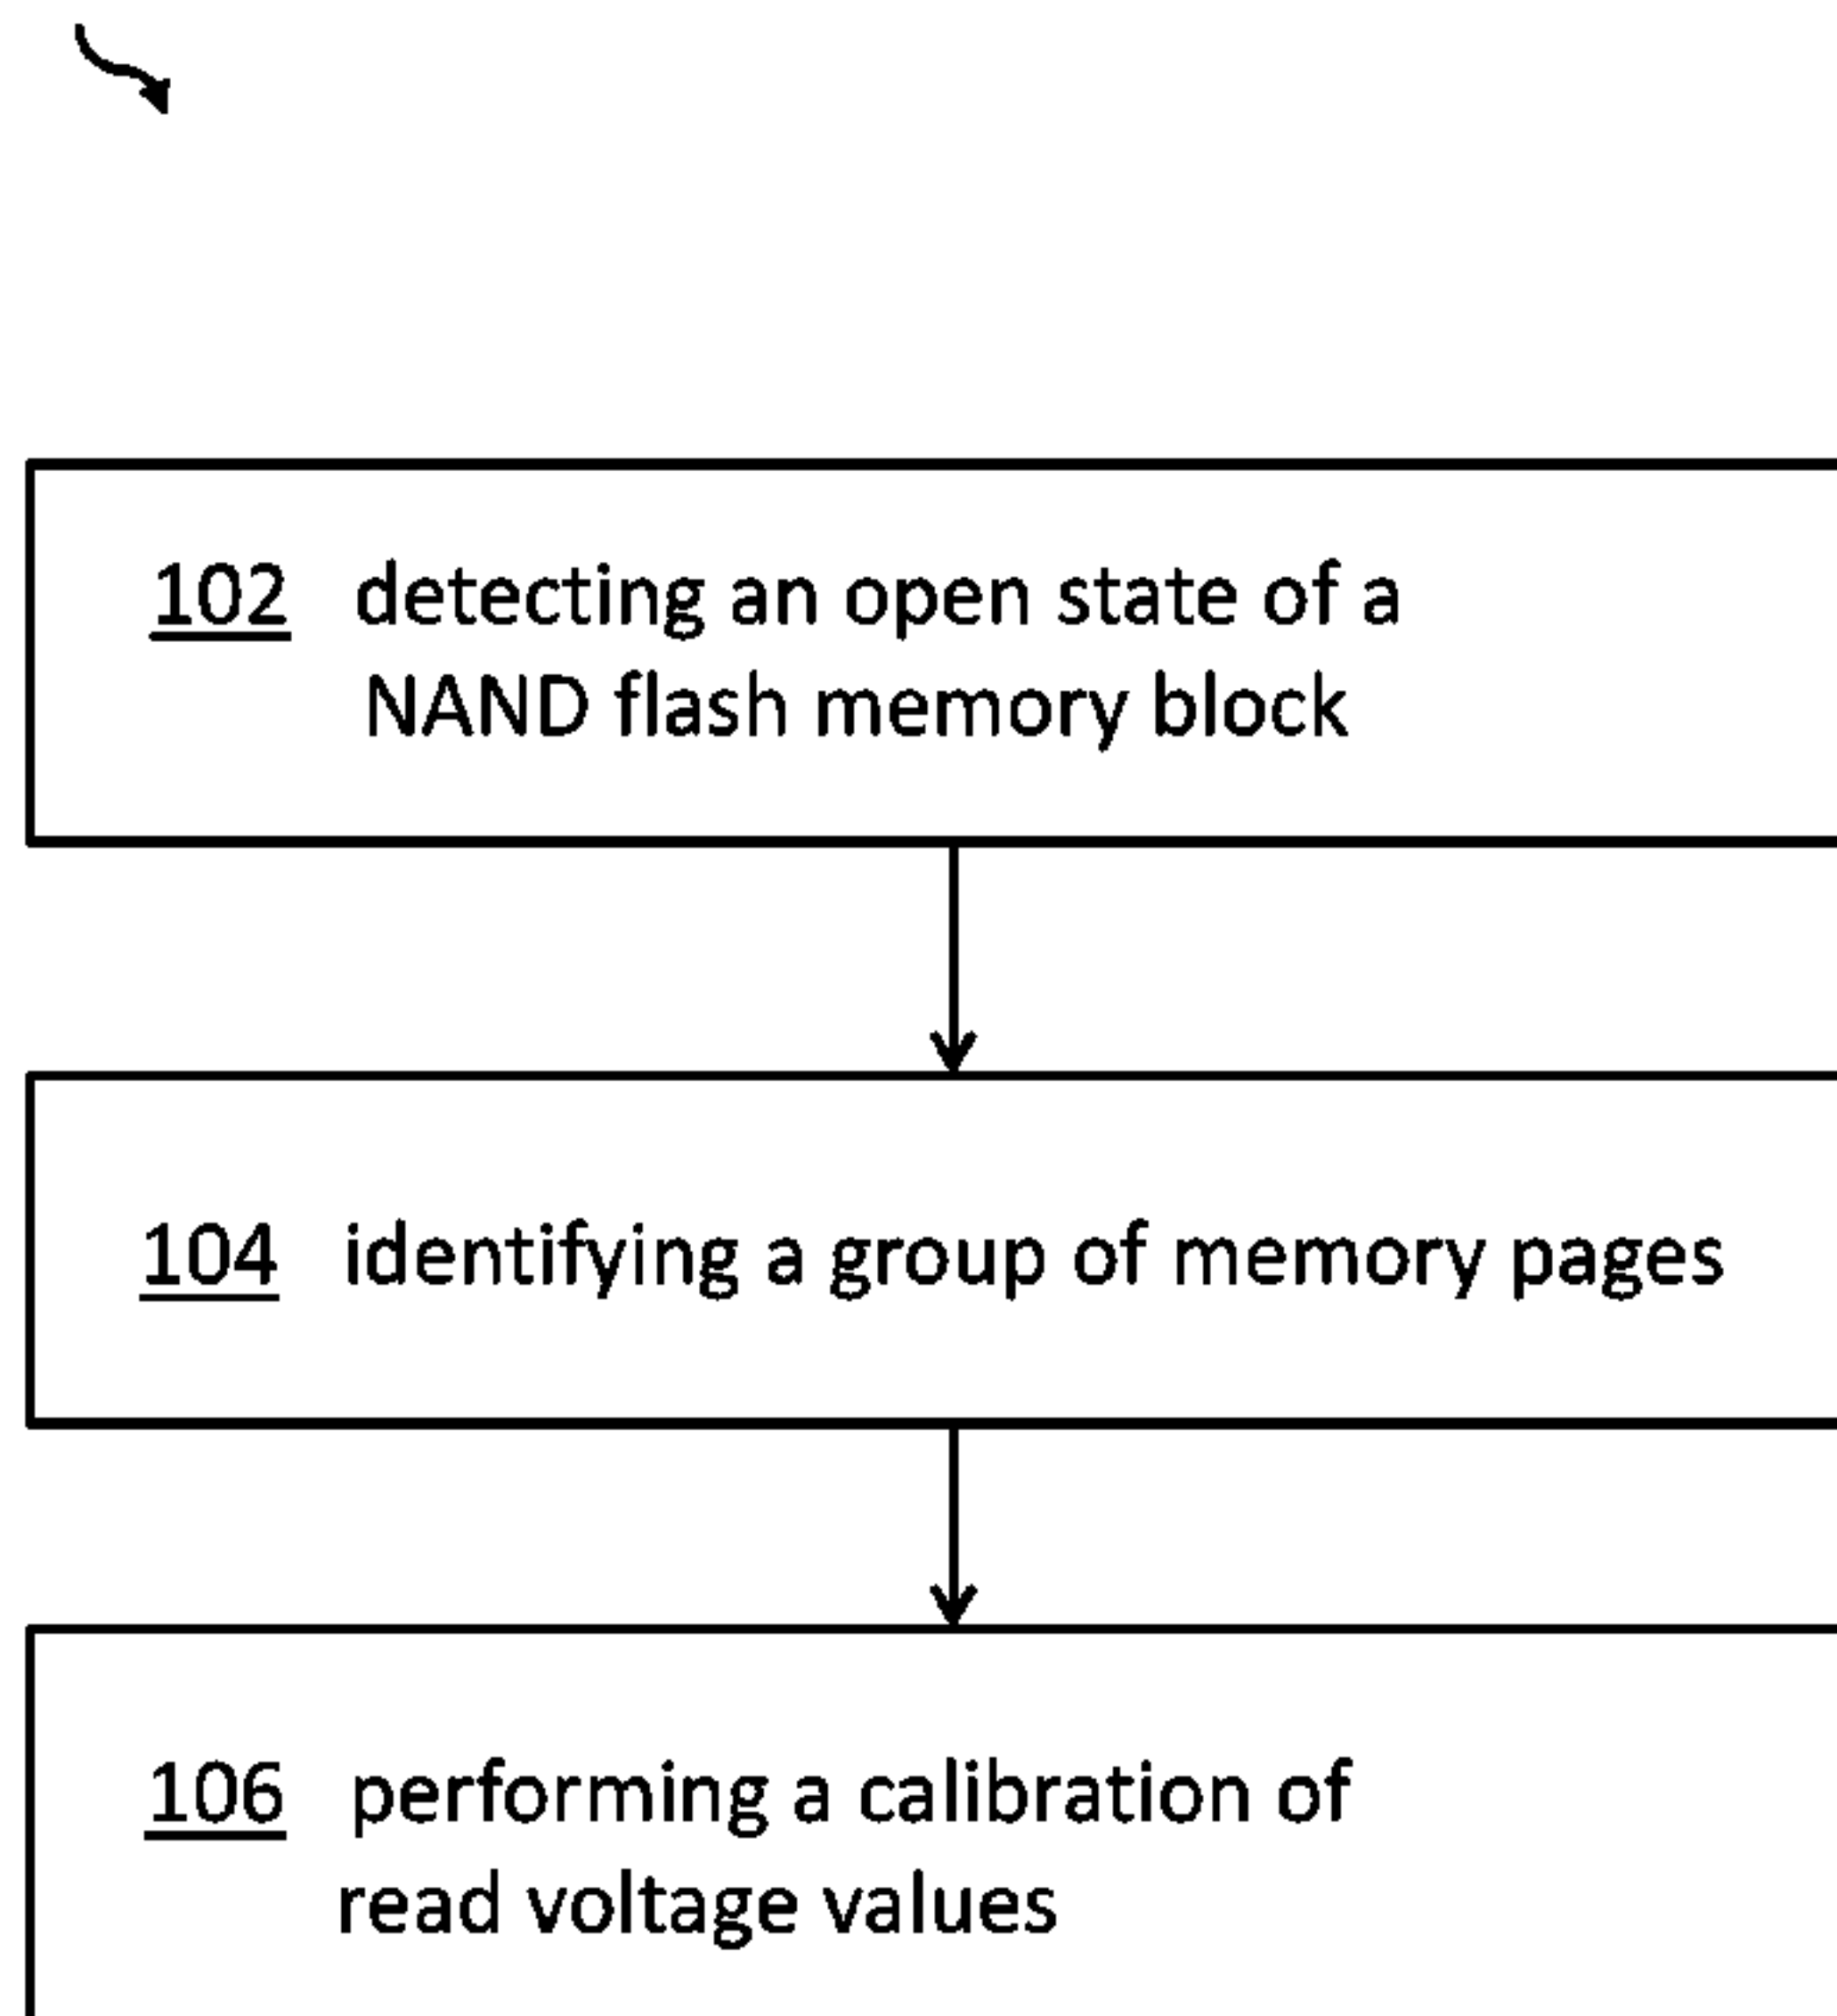 102 detecting an open state of a
NAND flash memory block
104 identifying a group of memory pages
106 performing a calibration of
read voltage values